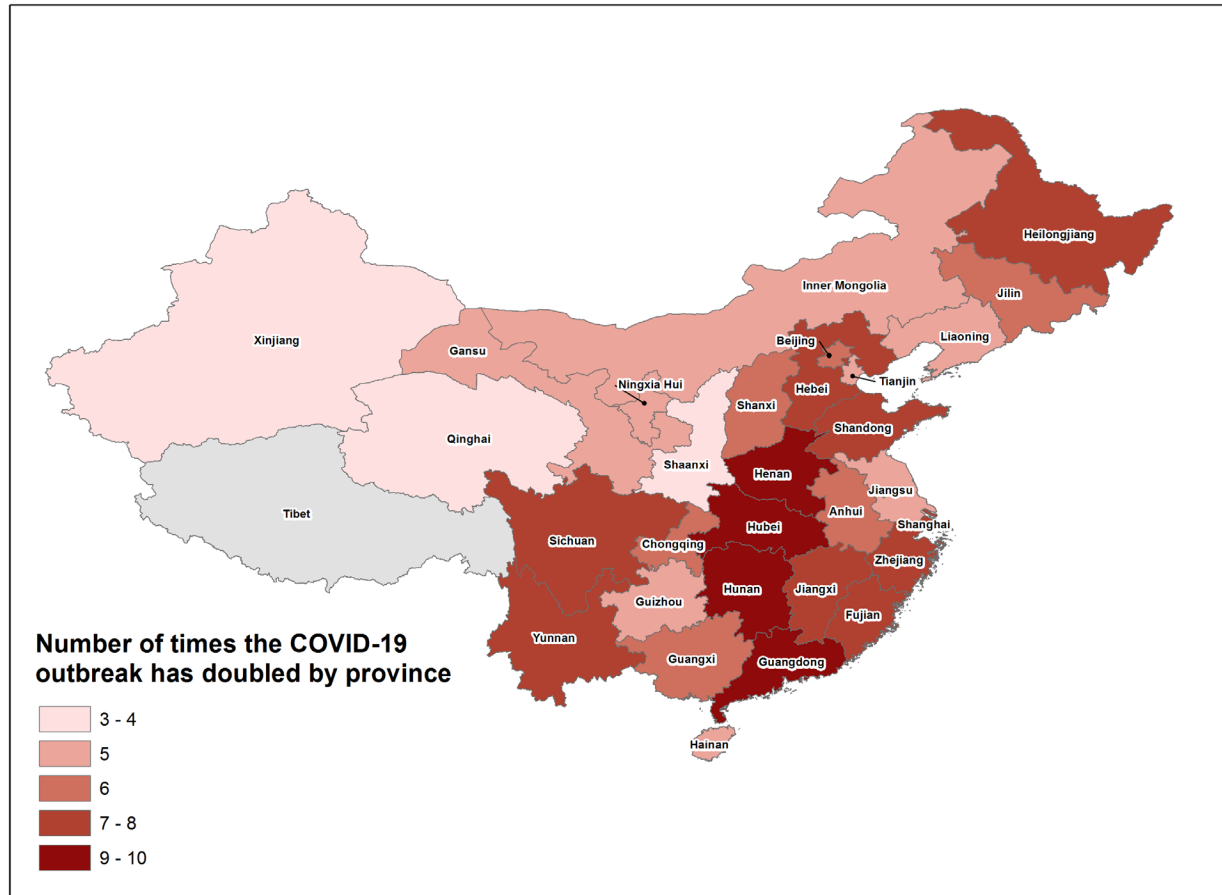 Heilongjiang
Inner Mongolia
Jilin
Xinjiang
Beijing
Liaoning
Gansu
Ningxia Hui
Hebei
Tianjin
Shanxi
Shandong
Qinghai
Shaanxi
Henan
Jiangsu
Tibet
Anhui
Shanghai
Hubei
Sichuan
Chongqing
Zhejiang
Hunan
Jiangxi
Guizhou
Fujian
Yunnan
Guangxi
Guangdong
Hainan
Number of times the COVID-19
outbreak has doubled by province
3 - 4
5
6
7 - 8
9 - 10